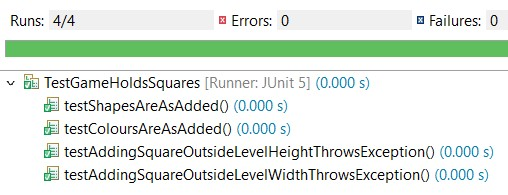 Runs: 4/4 Errors: 0 Failures: 0
TestGameHoldsSquares [Runner: JUnit 5] (0.000 s)
testShapesAreAsAdded() (0.000 s)
testColoursAreAsAdded() (0.000 s)
testAddingSquareOutsideLevelHeightThrowsException() (0.000 s)
testAddingSquareOutsideLevelWidthThrowsException() (0.000 s)